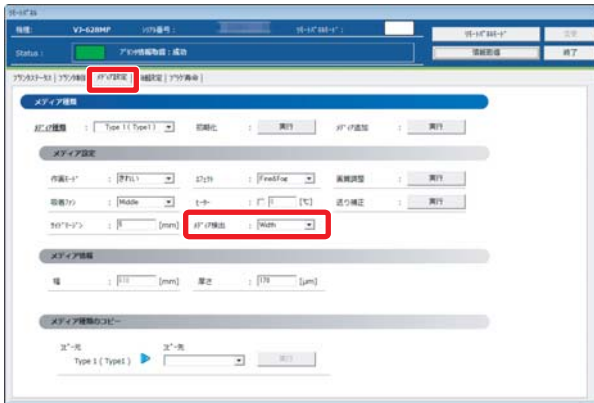 ﾘﾓｰﾄﾊﾟﾈﾙ
機種: VJ-628MP ｼﾘｱﾙ番号: ﾘﾓｰﾄﾊﾟﾈﾙﾓｰﾄﾞ:
ﾘﾓｰﾄﾊﾟﾈﾙﾓｰﾄﾞ 変更
Status: ﾌﾟﾘﾝﾀ情報取得:成功
情報取得 終了
ﾌﾟﾘﾝﾀｽﾃｰﾀｽ ﾒﾃﾞｨｱ設定 ﾌﾟﾘﾝﾀ寿命
メディア種類
ﾒﾃﾞｨｱ種類 : Type 1 ( Type1 ) 初期化 : 実行 ﾒﾃﾞｨｱ追加 : 実行
メディア設定
作画ﾓｰﾄﾞ : きれい ｴﾌｪｸﾄ : Fine&Fog 画質調整 : 実行
吸着ﾌｧﾝ : Middle ﾋｰﾀｰ : [℃] 送り補正 : 実行
ｻｲﾄﾞﾏｰｼﾞﾝ : 5 [mm] ﾒﾃﾞｨｱ検出 : Width
メディア情報
幅 : [mm] 厚さ : 170 [μm]
メディア種類のコピー
ｺﾋﾟｰ元 ｺﾋﾟｰ先
Type 1 ( Type1 ) 実行